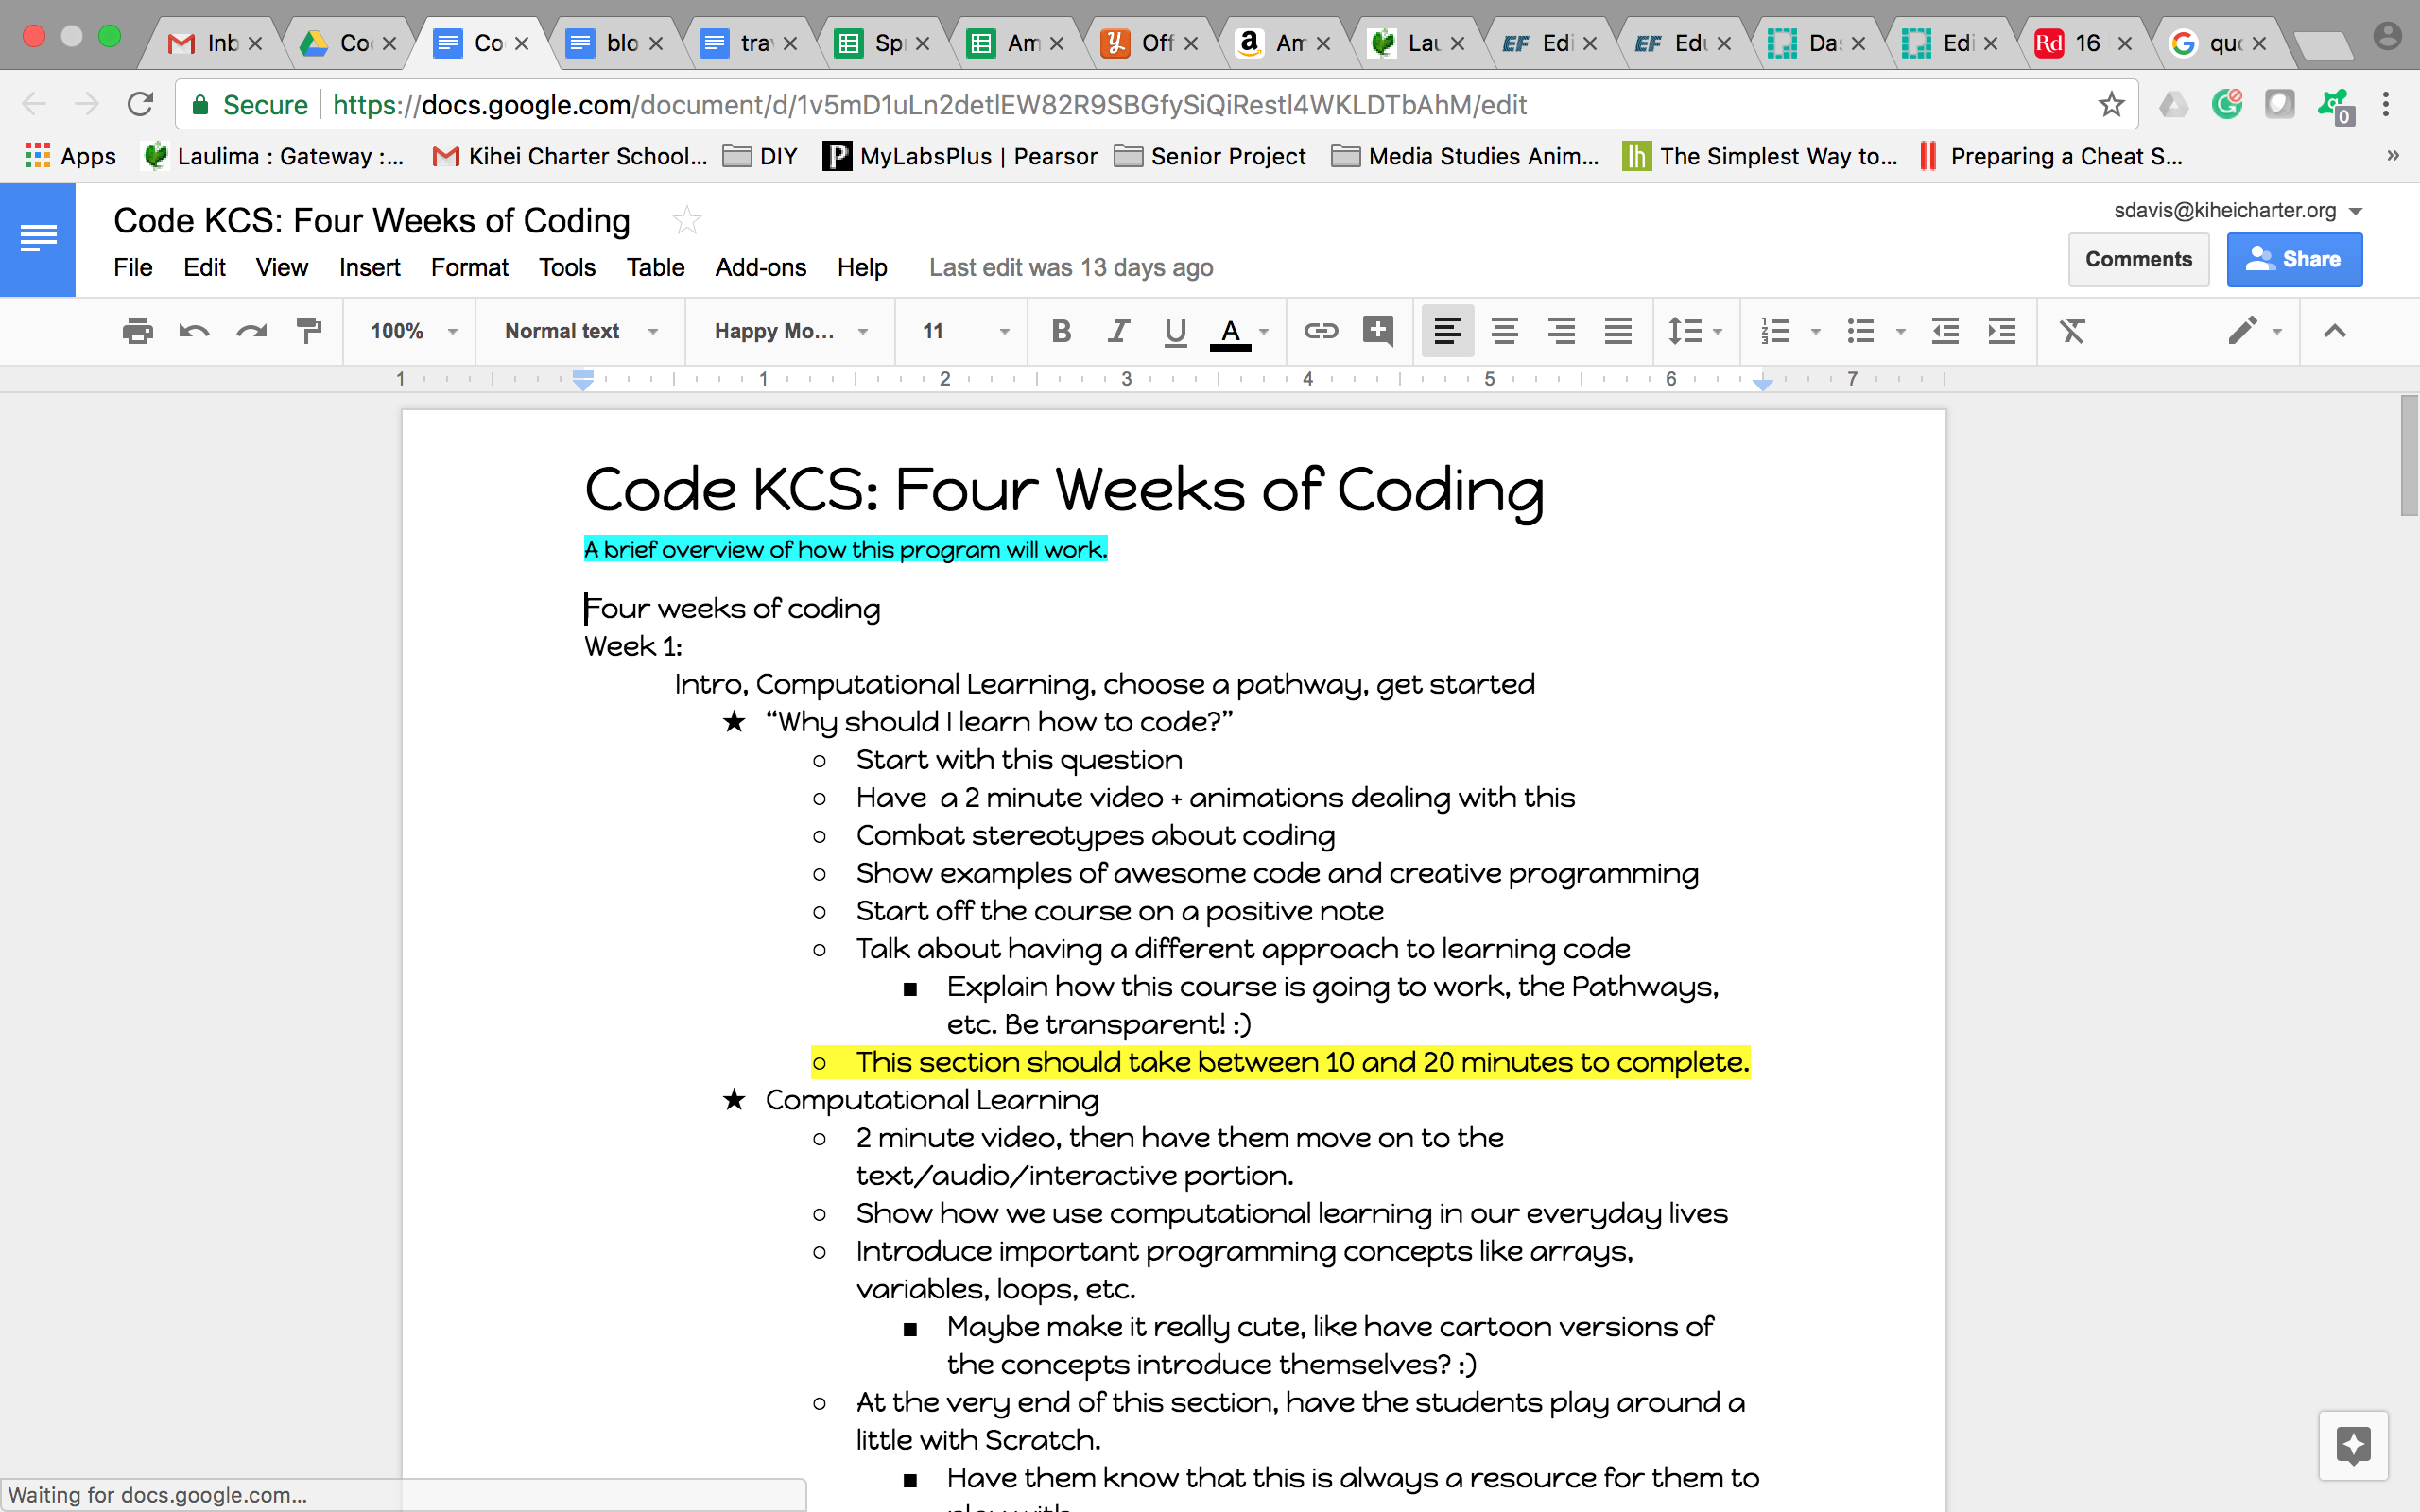 Inb Co Co blo tra Sp Am Off Am Lau Edi Edu Da Edi 16 que
Secure https://docs.google.com/document/d/1v5mD1uLn2detlEW82R9SBGfySiQiRestl4WKLDTbAhM/edit
Apps Laulima : Gateway :... Kihei Charter School... DIY MyLabsPlus | Pearson Senior Project Media Studies Anim... The Simplest Way to... Preparing a Cheat S... »
Code KCS: Four Weeks of Coding
sdavis@kiheicharter.org
File Edit View Insert Format Tools Table Add-ons Help Last edit was 13 days ago
Comments Share
100% Normal text Happy Mo... 11
1 1 2 3 4 5 6 7
Code KCS: Four Weeks of Coding
A brief overview of how this program will work.
Four weeks of coding
Week 1:
Intro, Computational Learning, choose a pathway, get started
★ “Why should I learn how to code?”
○ Start with this question
○ Have  a 2 minute video + animations dealing with this
○ Combat stereotypes about coding
○ Show examples of awesome code and creative programming
○ Start off the course on a positive note
○ Talk about having a different approach to learning code
■ Explain how this course is going to work, the Pathways,
etc. Be transparent! :)
○ This section should take between 10 and 20 minutes to complete.
★ Computational Learning
○ 2 minute video, then have them move on to the
text/audio/interactive portion.
○ Show how we use computational learning in our everyday lives
○ Introduce important programming concepts like arrays,
variables, loops, etc.
■ Maybe make it really cute, like have cartoon versions of
the concepts introduce themselves? :)
○ At the very end of this section, have the students play around a
little with Scratch.
■ Have them know that this is always a resource for them to
Waiting for docs.google.com...